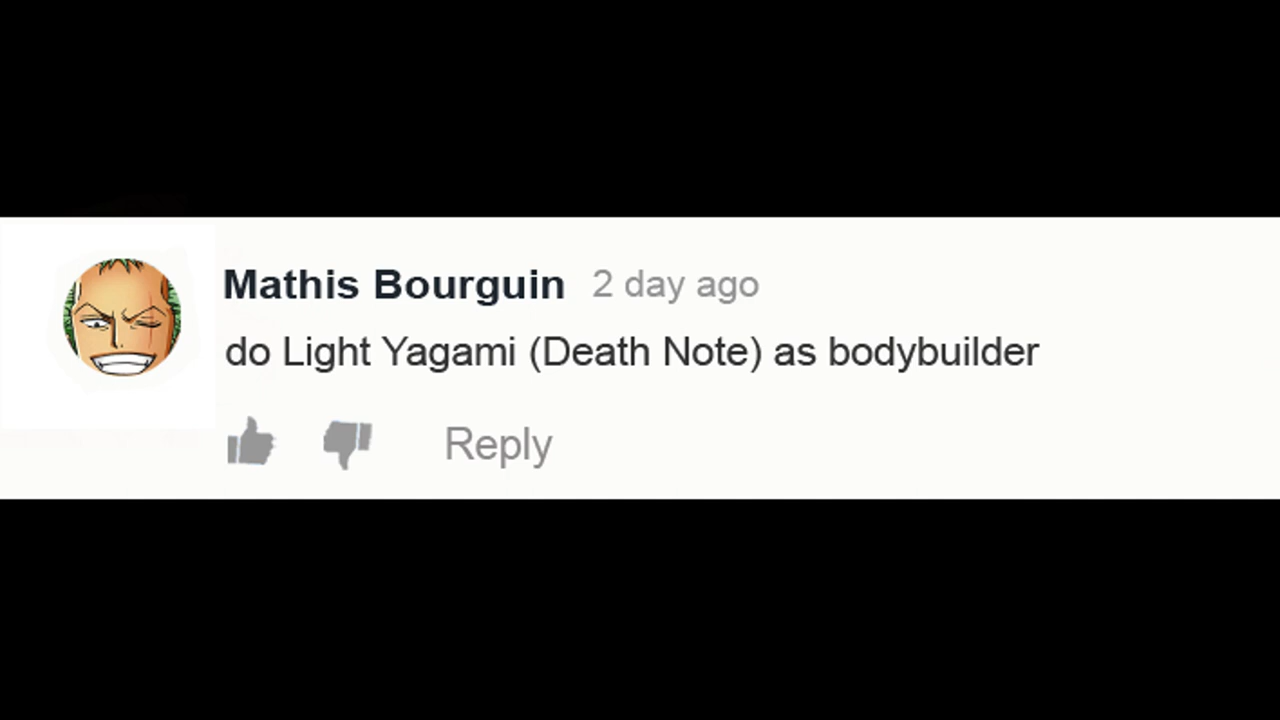 Mathis Bourguin 2 day ago
do Light Yagami (Death Note) as bodybuilder
Reply